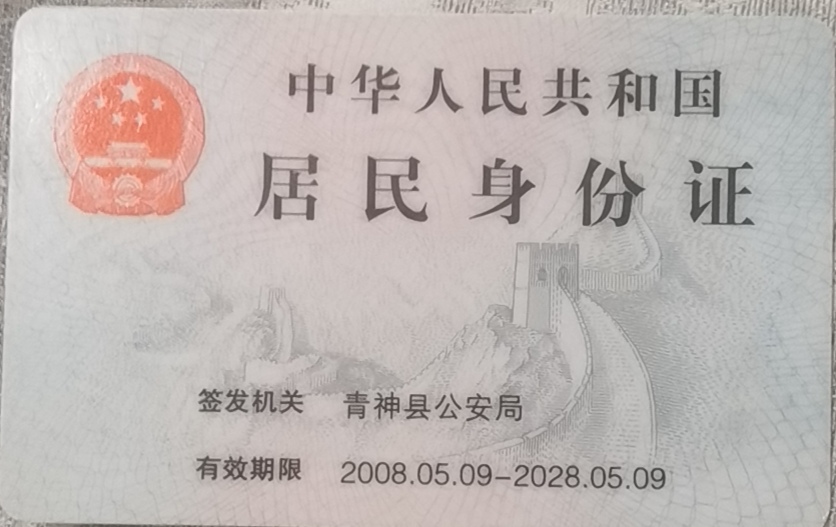 中华人民共和国
居民身份证
签发机关 青神县公安局
有效期限 2008.05.09-2028.05.09